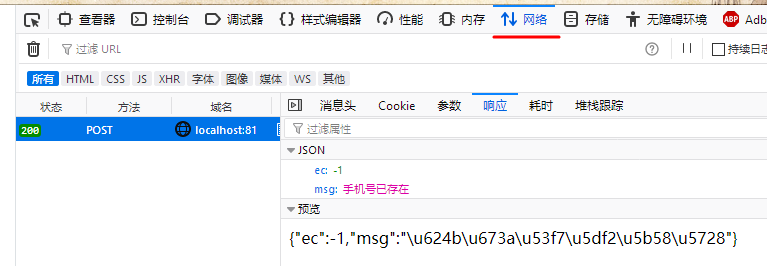 查看器 控制台 调试器 {} 样式编辑器 性能 内存 网络 存储 无障碍环境 ABP Adb
过滤 URL 持续日志
所有 HTML CSS JS XHR 字体 图像 媒体 WS 其他
状态 方法 域名 消息头 Cookie 参数 响应 耗时 堆栈跟踪
200 POST localhost:81 过滤属性
JSON
ec: -1
msg: 手机号已存在
预览
{"ec":-1,"msg":"\u624b\u673a\u53f7\u5df2\u5b58\u5728"}